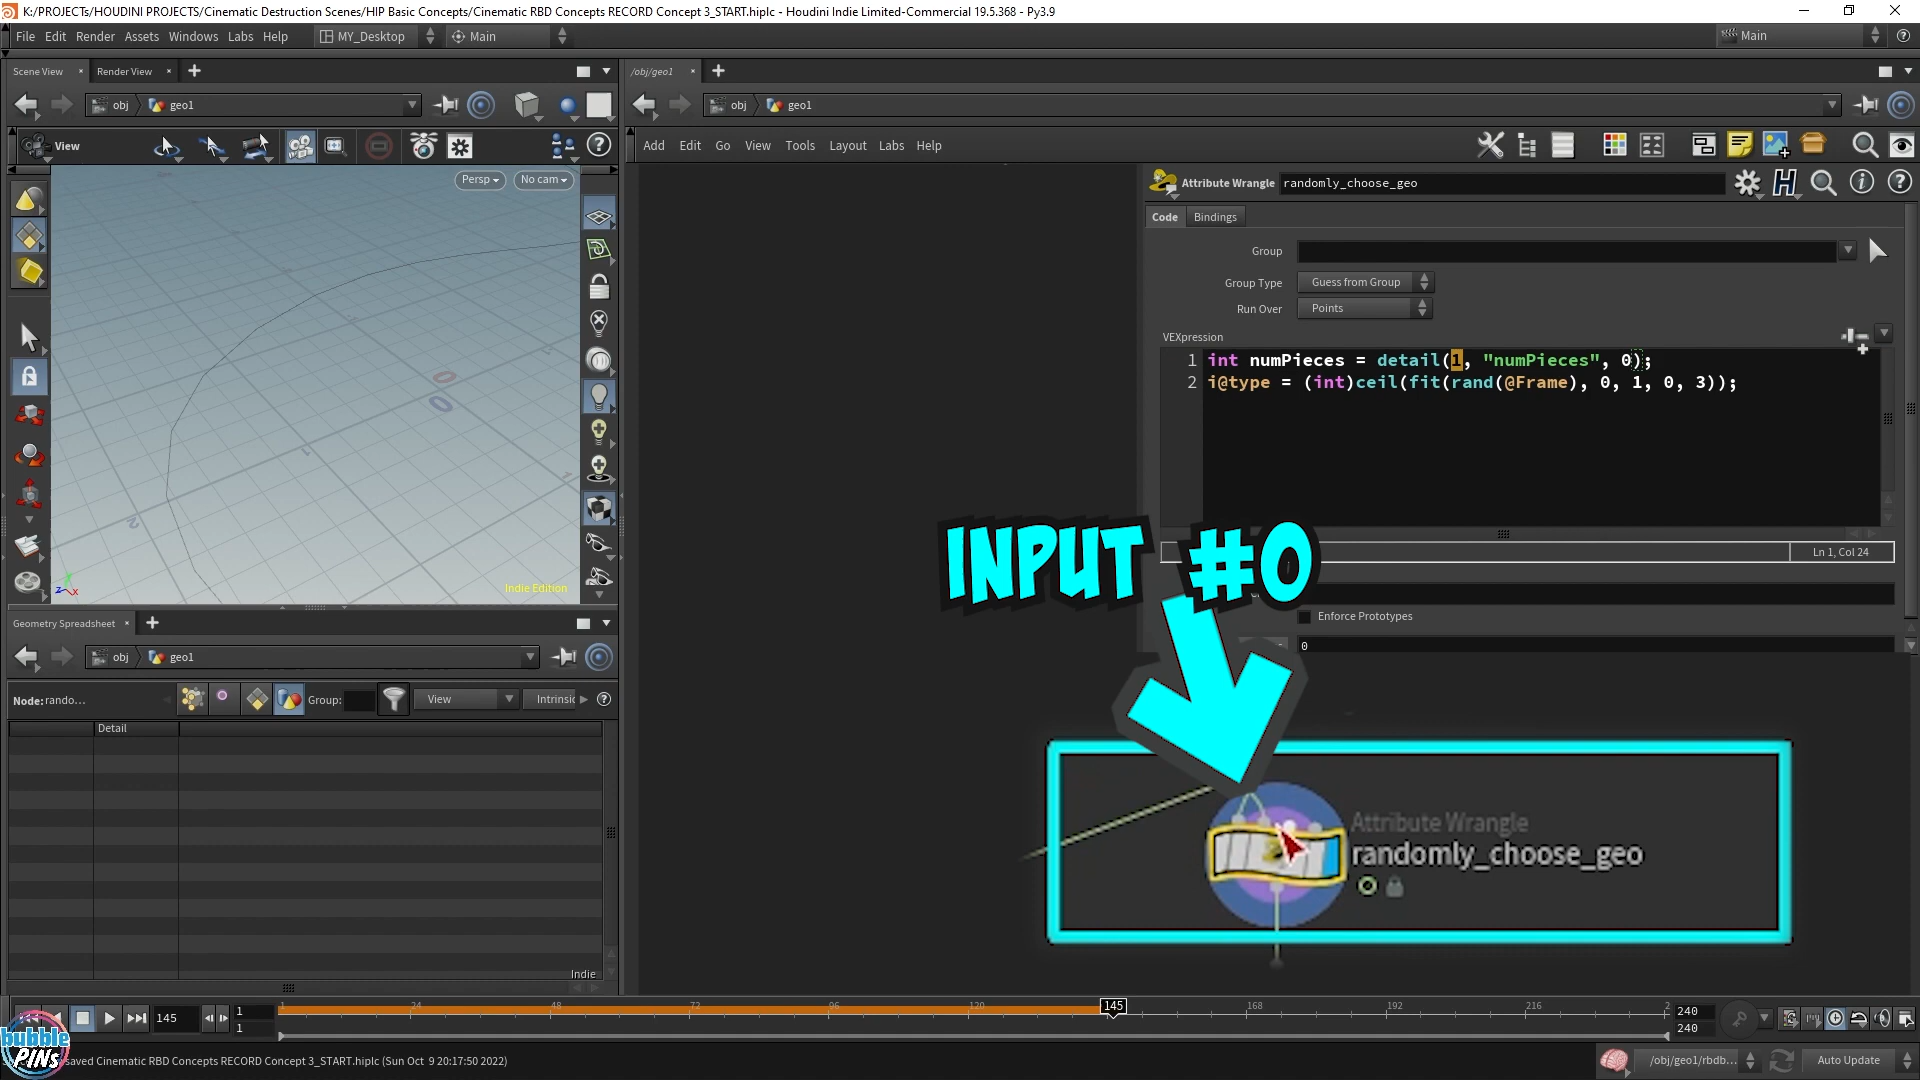 K:/PROJECTs/HOUDINI PROJECTS/Cinematic Destruction Scenes/HIP Basic Concepts/Cinematic RBD Concepts RECORD Concept 3_START.hiplc - Houdini Indie Limited-Commercial 19.5.368 - Py3.9
File Edit Render Assets Windows Labs Help MY_Desktop Main Main
Scene View Render View /obj/geo1
obj geo1 obj geo1
View Add Edit Go View Tools Layout Labs Help
Persp No cam
Attribute Wrangle randomly_choose_geo
Code Bindings
Group
Group Type Guess from Group
Run Over Points
VEXpression
1 int numPieces = detail(1, "numPieces", 0);
2 i@type = (int)ceil(fit(rand(@Frame), 0, 1, 0, 3));
Ln 1, Col 24
INPUT #0
Enforce Prototypes
0
Indie Edition
Geometry Spreadsheet
obj geo1
Node: rando... Group: View Intrinsic
Detail
Indie
Attribute Wrangle
randomly_choose_geo
145 1 1
1 24 48 72 96 120 145 168 192 216 2
240
240
bubble PiNs
saved Cinematic RBD Concepts RECORD Concept 3_START.hiplc (Sun Oct 9 20:17:50 2022)
/obj/geo1/rbdb... Auto Update